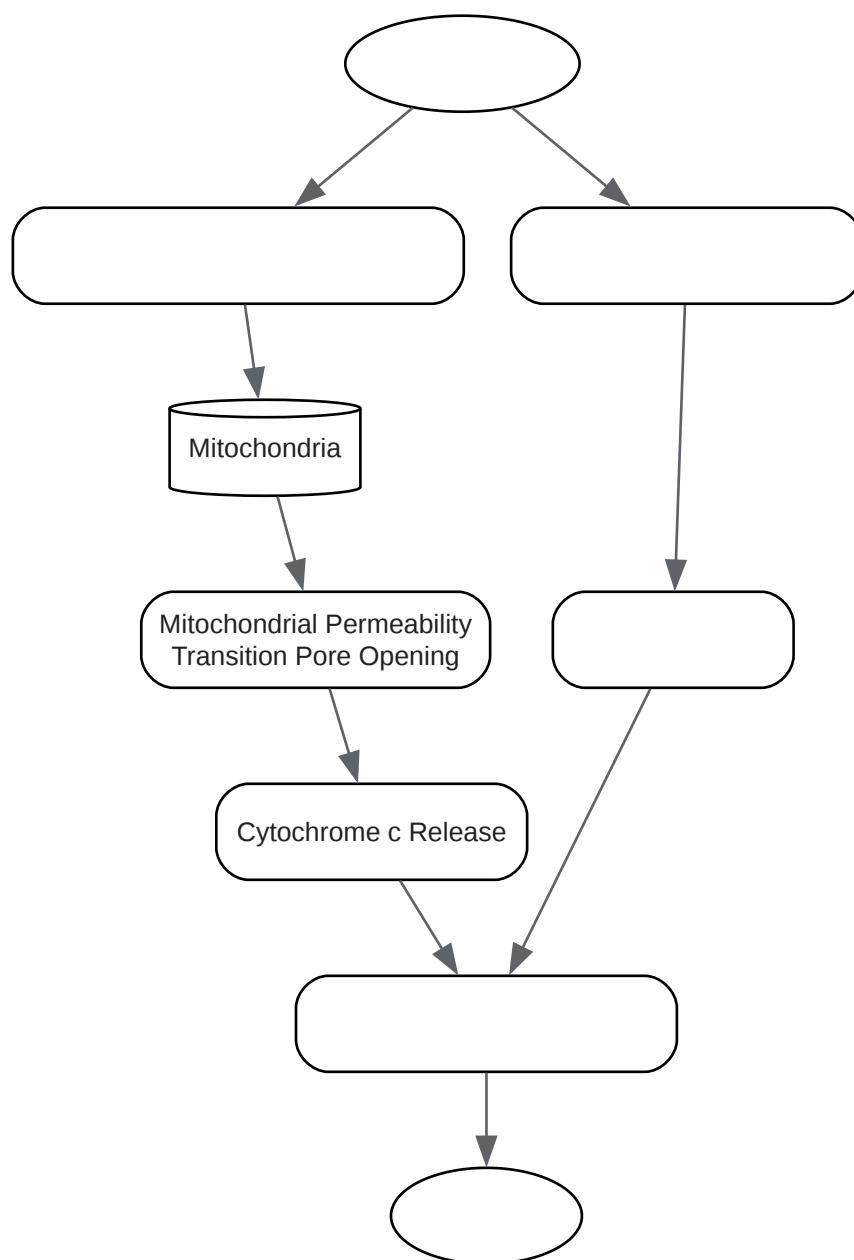 Mitochondria
Mitochondrial Permeability
Transition Pore Opening
Cytochrome c Release